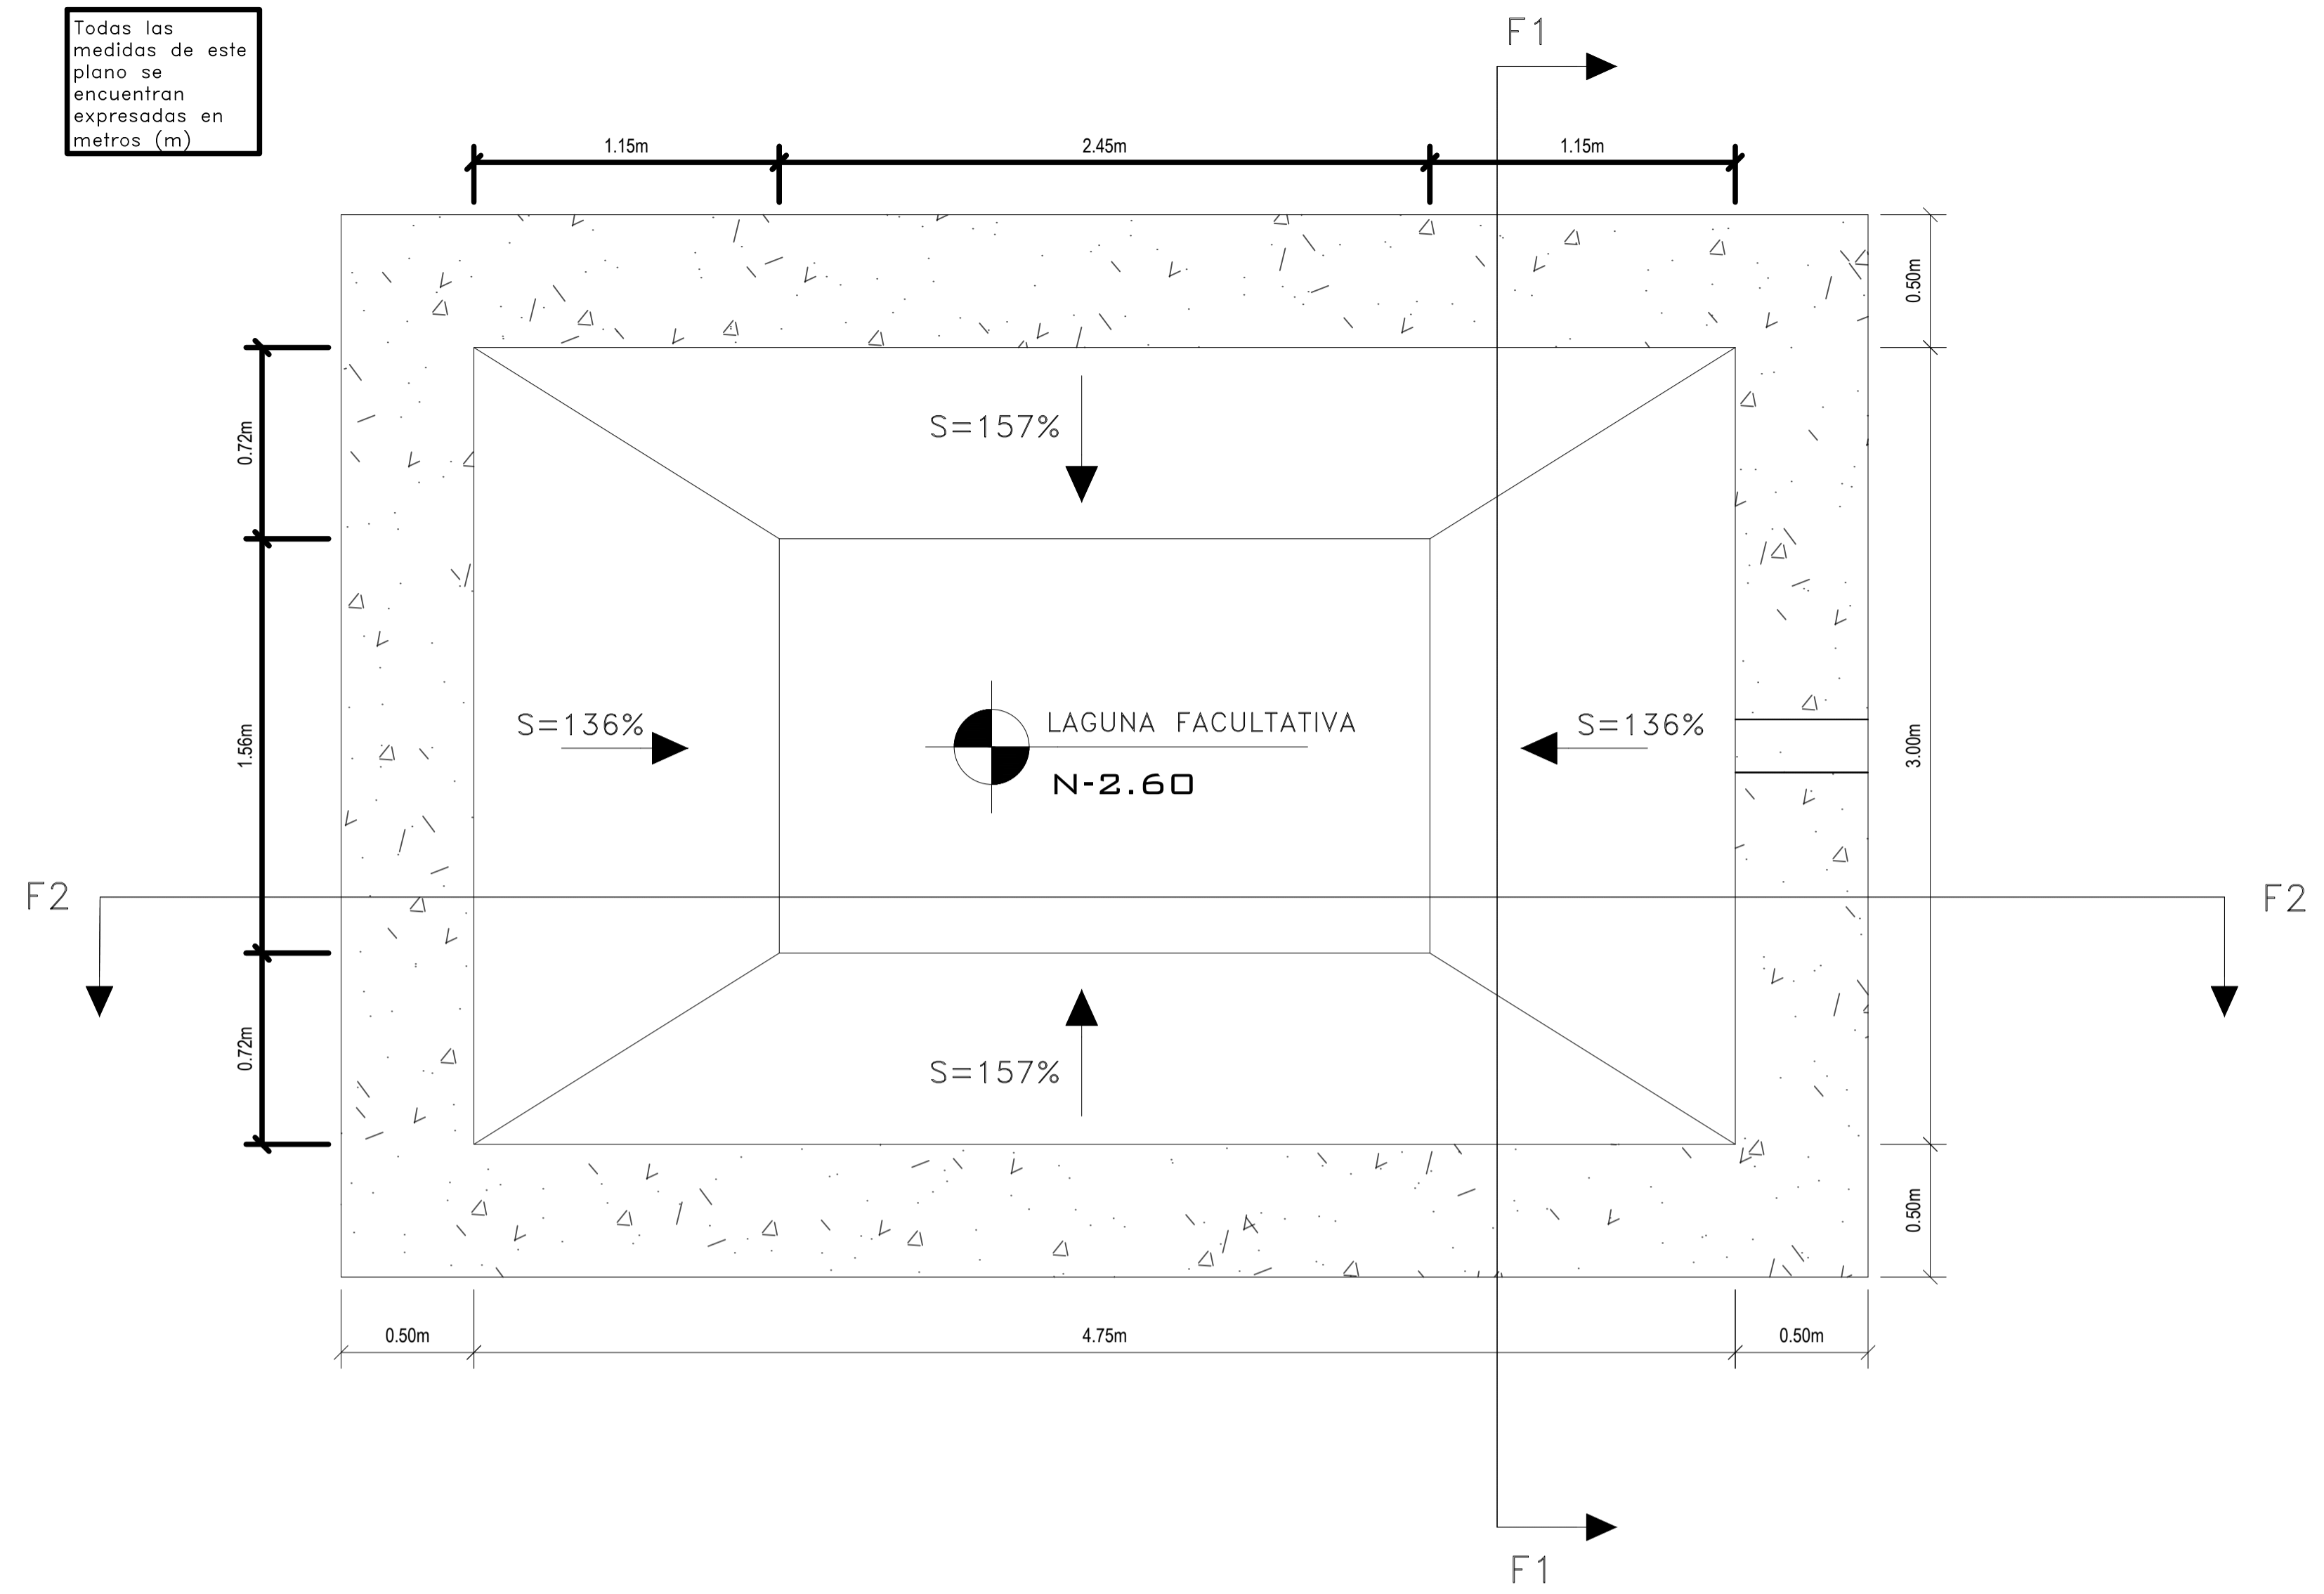 Todas las
medidas de este
plano se
encuentran
expresadas en
metros (m)
F1
1.15m
2.45m
1.15m
0.50m
0.72m
S=157%
S=136%
LAGUNA FACULTATIVA
N-2.60
S=136%
1.56m
3.00m
F2
F2
0.72m
S=157%
0.50m
0.50m
4.75m
0.50m
F1